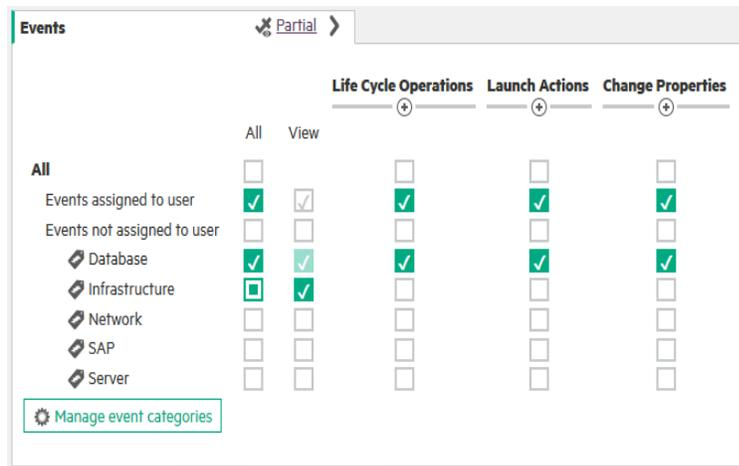 Events Partial
Life Cycle Operations Launch Actions Change Properties
All View
All
Events assigned to user
Events not assigned to user
Database
Infrastructure
Network
SAP
Server
Manage event categories